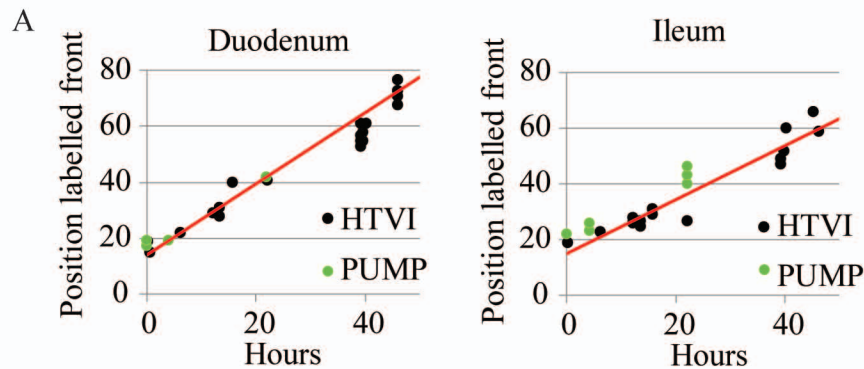 A
Duodenum
Position labelled front
80
60
40
20
0
HTVI
PUMP
0 20 40
Hours
Ileum
Position labelled front
80
60
40
20
0
HTVI
PUMP
0 20 40
Hours